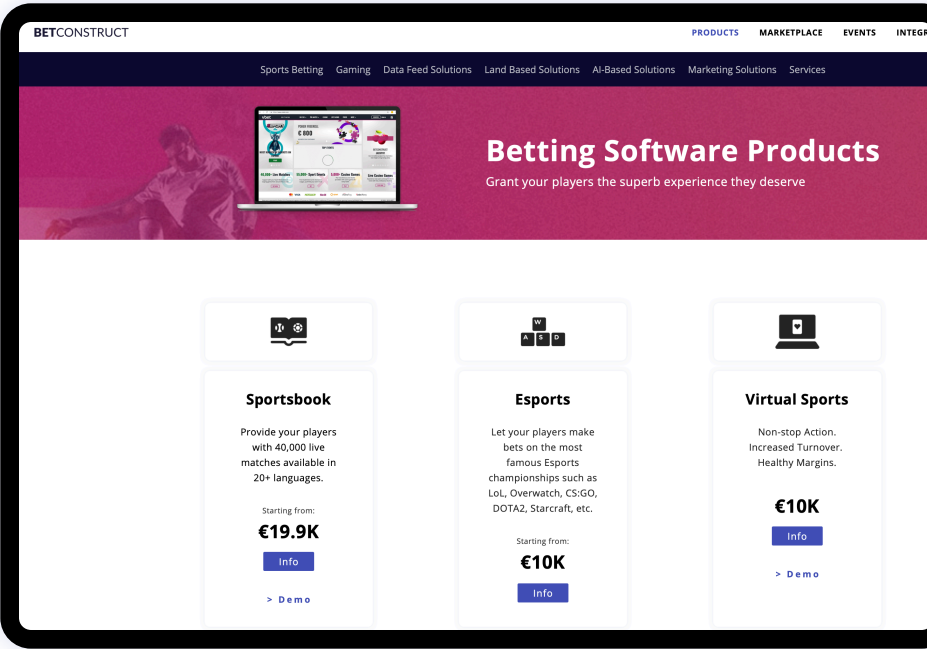 BETCONSTRUCT
PRODUCTS MARKETPLACE EVENTS INTEGR
Sports Betting Gaming Data Feed Solutions Land Based Solutions AI-Based Solutions Marketing Solutions Services
€ 800
Betting Software Products
Grant your players the superb experience they deserve
W
A S D
Sportsbook
Provide your players
with 40,000 live
matches available in
20+ languages.
Starting from:
€19.9K
Info
> Demo
Esports
Let your players make
bets on the most
famous Esports
championships such as
LoL, Overwatch, CS:GO,
DOTA2, Starcraft, etc.
Starting from:
€10K
Info
Virtual Sports
Non-stop Action.
Increased Turnover.
Healthy Margins.
€10K
Info
> Demo